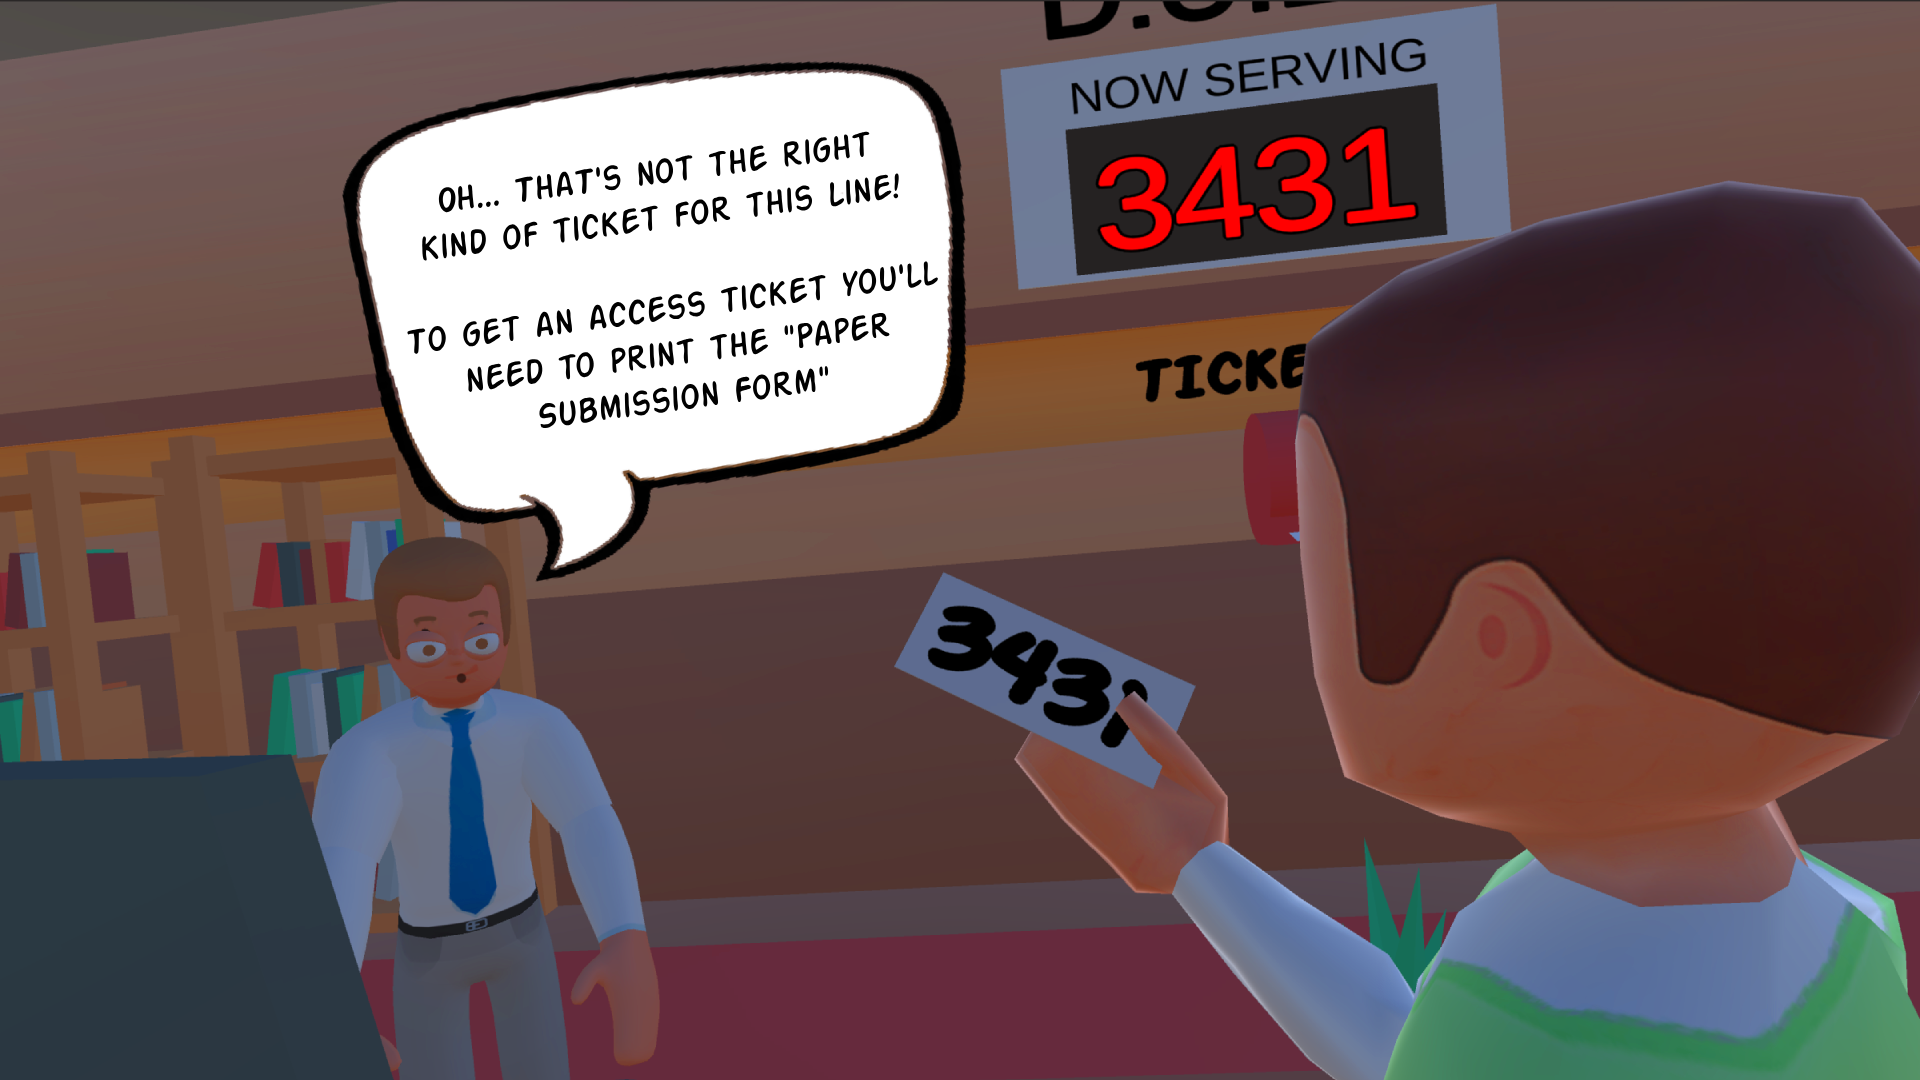 NOW SERVING
3431
OH... THAT'S NOT THE RIGHT
KIND OF TICKET FOR THIS LINE!
TO GET AN ACCESS TICKET YOU'LL
NEED TO PRINT THE "PAPER
SUBMISSION FORM"
3431